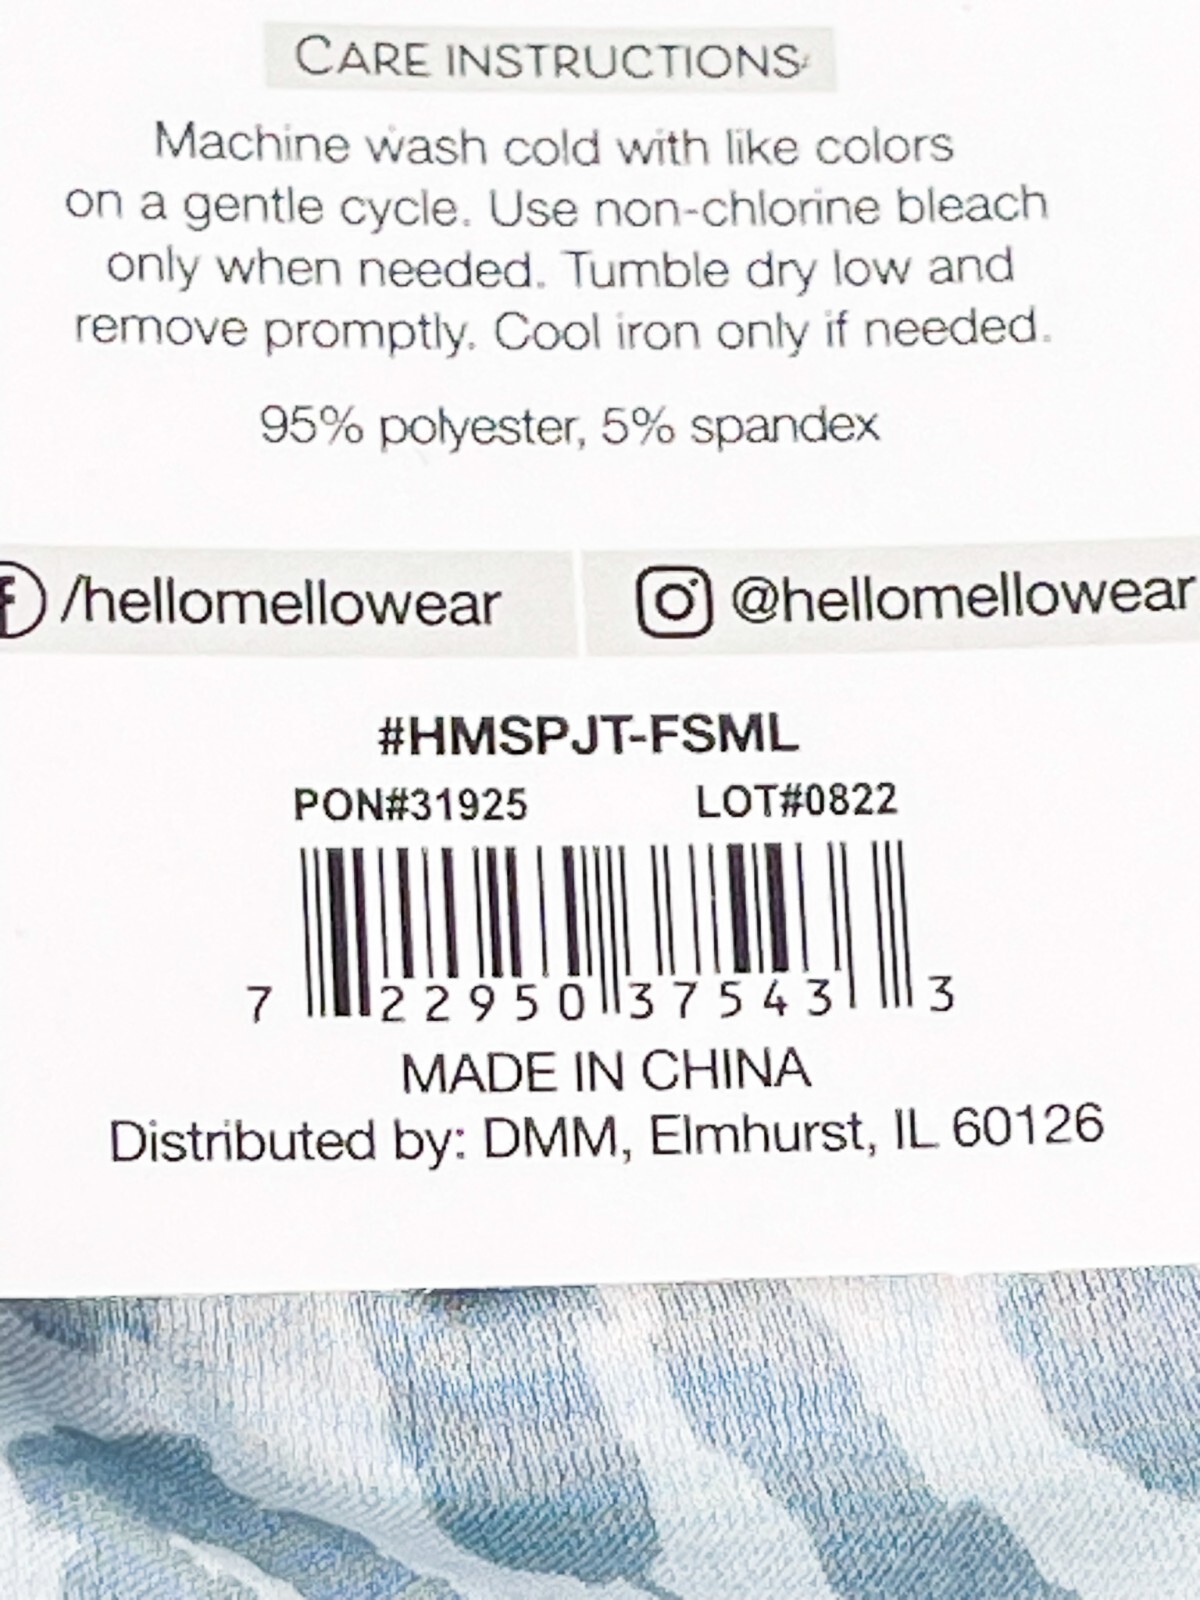 CARE INSTRUCTIONS:
Machine wash cold with like colors
on a gentle cycle. Use non-chlorine bleach
only when needed. Tumble dry low and
remove promptly. Cool iron only if needed.
95% polyester, 5% spandex
f /hellomellowear @hellomellowear
#HMSPJT-FSML
PON#31925 LOT#0822
7 22950 37543 3
MADE IN CHINA
Distributed by: DMM, Elmhurst, IL 60126